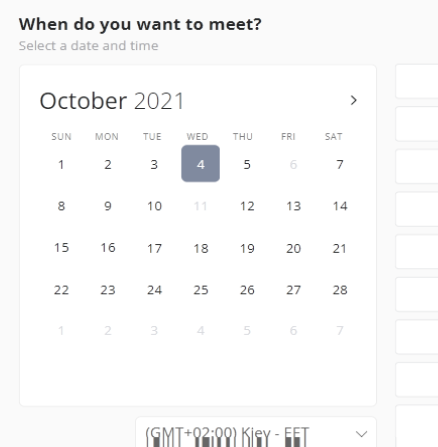 When do you want to meet?
Select a date and time
October 2021
SUN MON TUE WED THU FRI SAT
1 2 3 4 5 6 7
8 9 10 11 12 13 14
15 16 17 18 19 20 21
22 23 24 25 26 27 28
1 2 3 4 5 6 7
(GMT+02:00) Kiev - EET